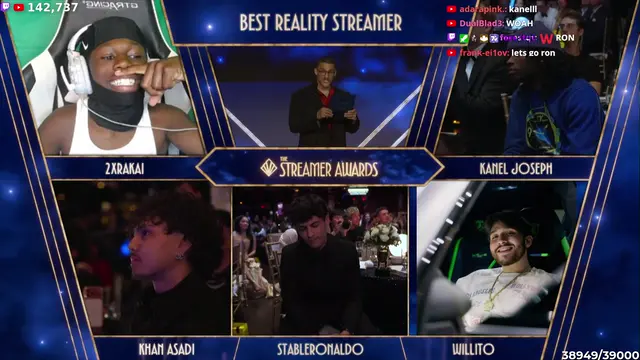 142,737
BEST REALITY STREAMER
adarapink.: kanelll
DualBlad3: WOAH
RON
frank-ei1ov: lets go ron
2XRAKAI
THE
STREAMER AWARDS
KANEL JOSEPH
KHAN ASADI
STABLERONALDO
WILLITO
38949/39000